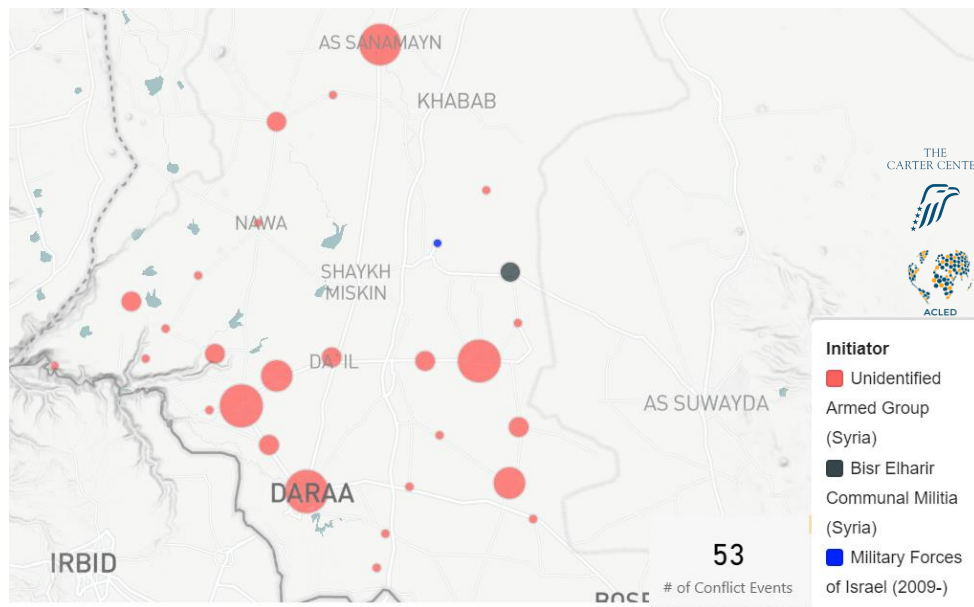 AS SANAMAYN
KHABAB
THE
CARTER CENTE
NAWA
SHAYKH
MISKIN
ACLED
DA IL
AS SUWAYDA
DARAA
IRBID
53
# of Conflict Events
Initiator
Unidentified
Armed Group
(Syria)
Bisr Elharir
Communal Militia
(Syria)
Military Forces
of Israel (2009-)